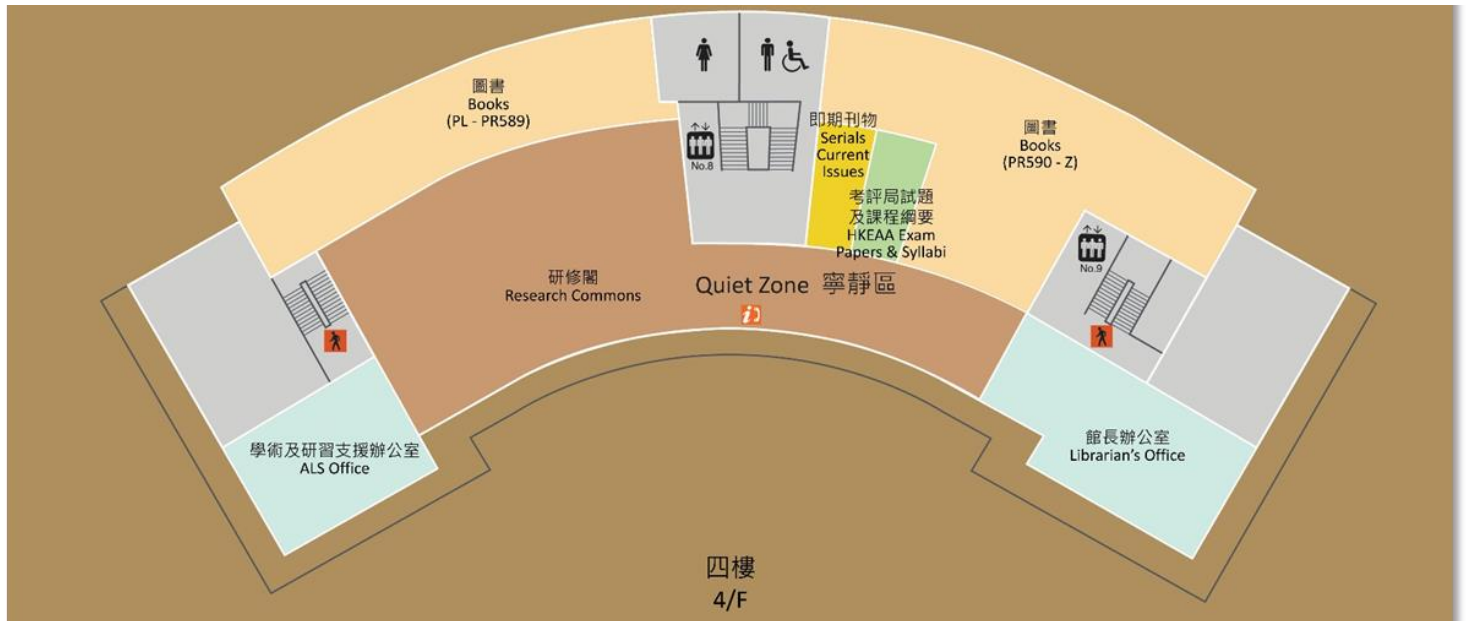 圖書
Books
(PL - PR589)
No.8
即期刊物
Serials
Current
Issues
圖書
Books
(PR590 - Z)
考評局試題
及課程綱要
HKEAA Exam
Papers & Syllabi
No.9
研修閣
Research Commons
Quiet Zone 寧靜區
學術及研習支援辦公室
ALS Office
館長辦公室
Librarian's Office
四樓
4/F